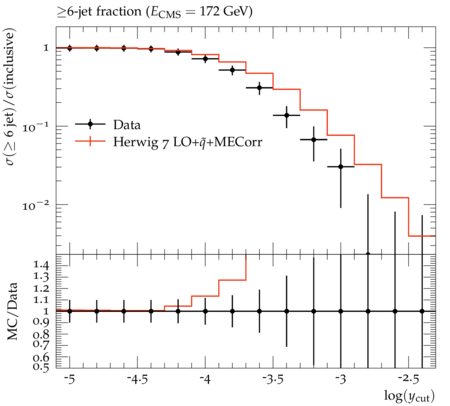 ≥6-jet fraction (E_CMS = 172 GeV)
σ(≥ 6 jet)/σ(inclusive)
1
10⁻¹
10⁻²
Data
Herwig 7 LO+q̃+MECorr
MC/Data
1.4
1.3
1.2
1.1
1
0.9
0.8
0.7
0.6
0.5
-5 -4.5 -4 -3.5 -3 -2.5
log(y_cut)